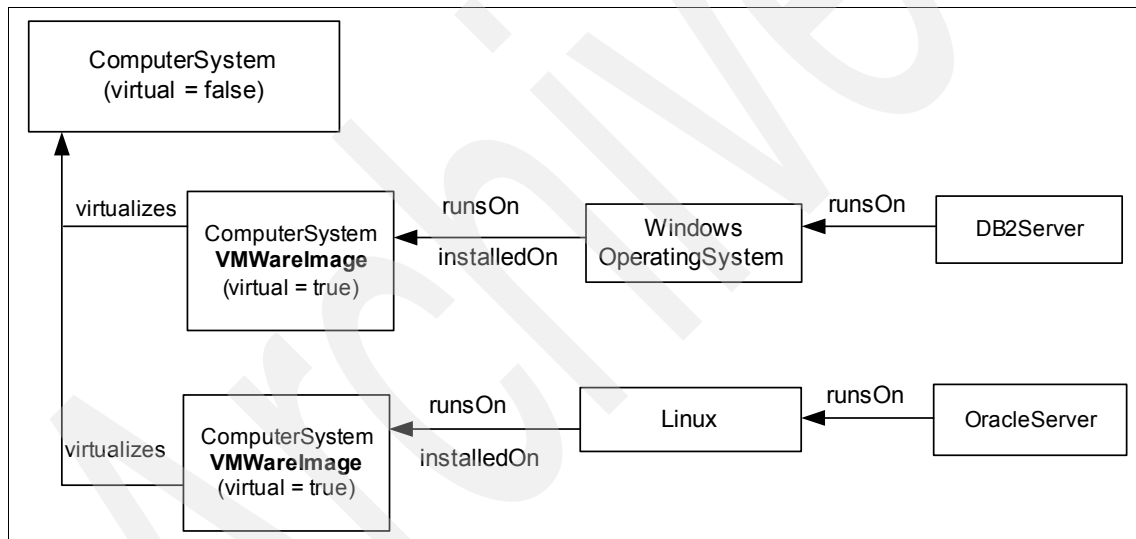 ComputerSystem
(virtual = false)
virtualizes
ComputerSystem
VMWareImage
(virtual = true)
runsOn
installedOn
Windows
OperatingSystem
runsOn
DB2Server
virtualizes
ComputerSystem
VMWareImage
(virtual = true)
runsOn
installedOn
Linux
runsOn
OracleServer
Archive